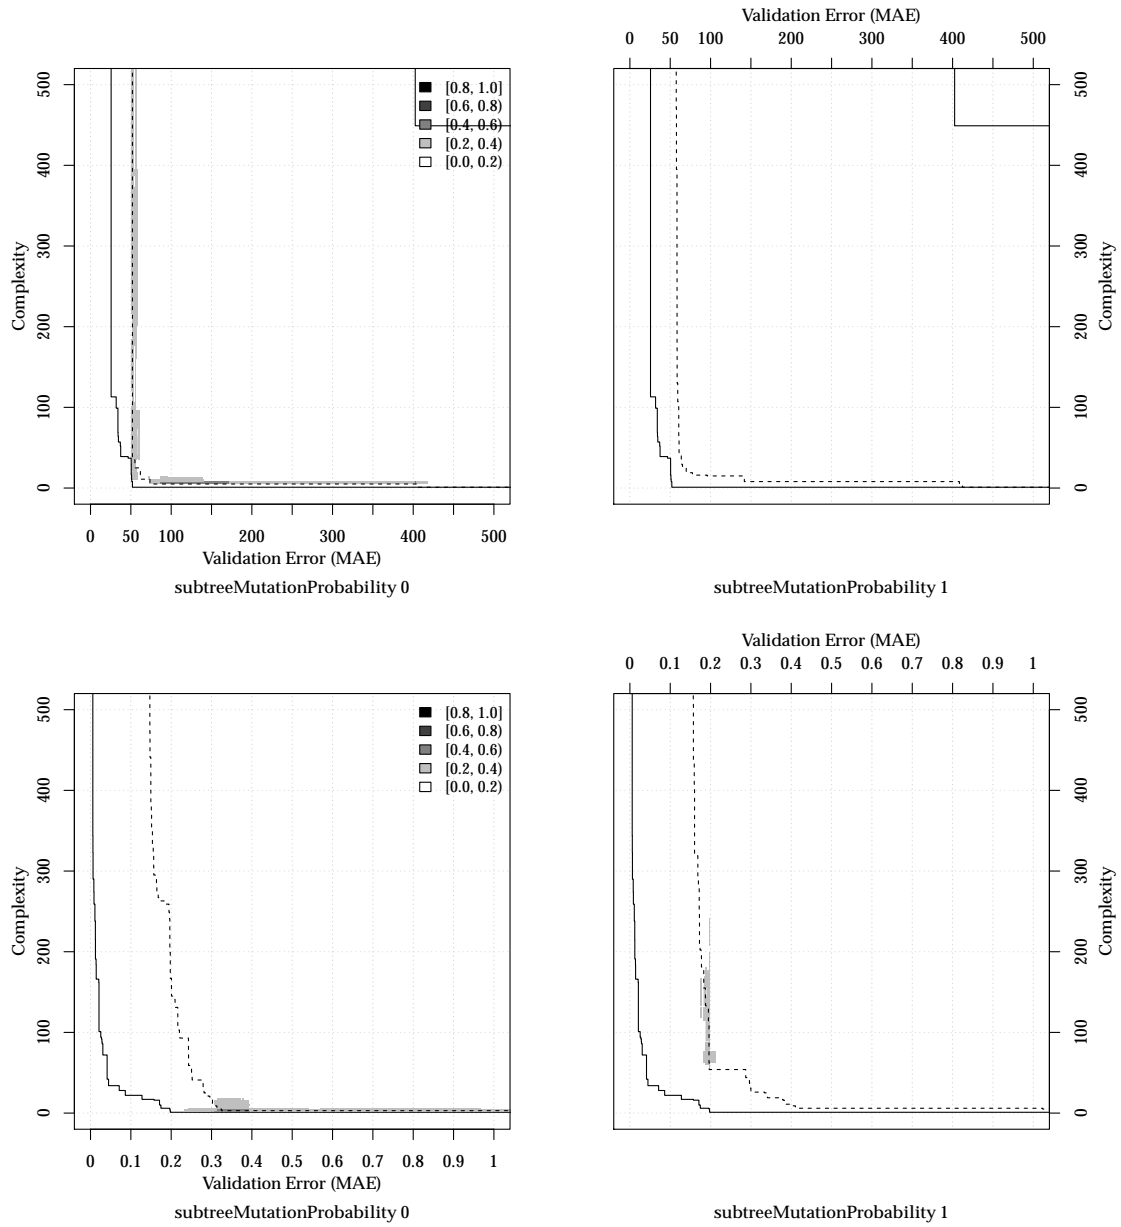 Validation Error (MAE)
0 50 100 200 300 400 500
[0.8, 1.0]
[0.6, 0.8)
[0.4, 0.6)
[0.2, 0.4)
[0.0, 0.2)
500
400
300
200
100
0
Complexity
500
400
300
200
100
0
Complexity
0 50 100 200 300 400 500
Validation Error (MAE)
subtreeMutationProbability 0
subtreeMutationProbability 1
Validation Error (MAE)
0 0.1 0.2 0.3 0.4 0.5 0.6 0.7 0.8 0.9 1
[0.8, 1.0]
[0.6, 0.8)
[0.4, 0.6)
[0.2, 0.4)
[0.0, 0.2)
500
400
300
200
100
0
Complexity
500
400
300
200
100
0
Complexity
0 0.1 0.2 0.3 0.4 0.5 0.6 0.7 0.8 0.9 1
Validation Error (MAE)
subtreeMutationProbability 0
subtreeMutationProbability 1